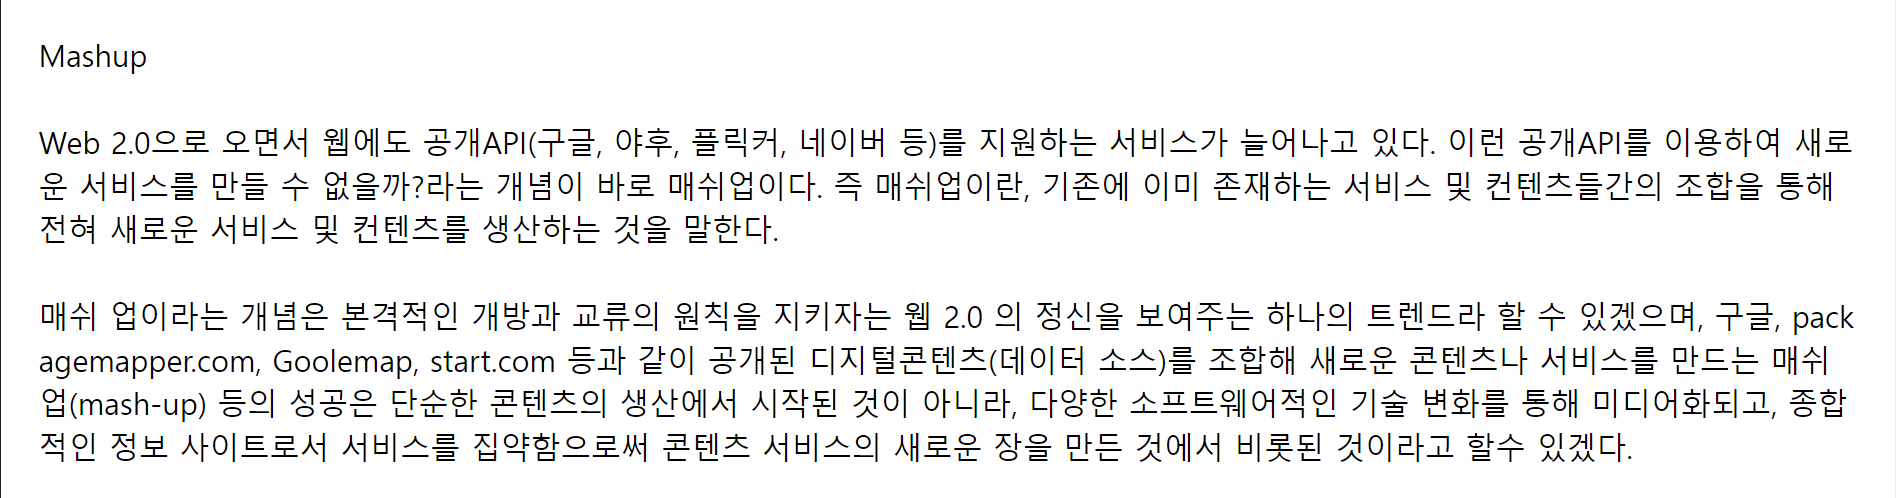 Mashup
Web 2.0으로 오면서 웹에도 공개API(구글, 야후, 플릭커, 네이버 등)를 지원하는 서비스가 늘어나고 있다. 이런 공개API를 이용하여 새로
운 서비스를 만들 수 없을까?라는 개념이 바로 매쉬업이다. 즉 매쉬업이란, 기존에 이미 존재하는 서비스 및 컨텐츠들간의 조합을 통해
전혀 새로운 서비스 및 컨텐츠를 생산하는 것을 말한다.
매쉬 업이라는 개념은 본격적인 개방과 교류의 원칙을 지키자는 웹 2.0 의 정신을 보여주는 하나의 트렌드라 할 수 있겠으며, 구글, pack
agemapper.com, Goolemap, start.com 등과 같이 공개된 디지털콘텐츠(데이터 소스)를 조합해 새로운 콘텐츠나 서비스를 만드는 매쉬
업(mash-up) 등의 성공은 단순한 콘텐츠의 생산에서 시작된 것이 아니라, 다양한 소프트웨어적인 기술 변화를 통해 미디어화되고, 종합
적인 정보 사이트로서 서비스를 집약함으로써 콘텐츠 서비스의 새로운 장을 만든 것에서 비롯된 것이라고 할수 있겠다.